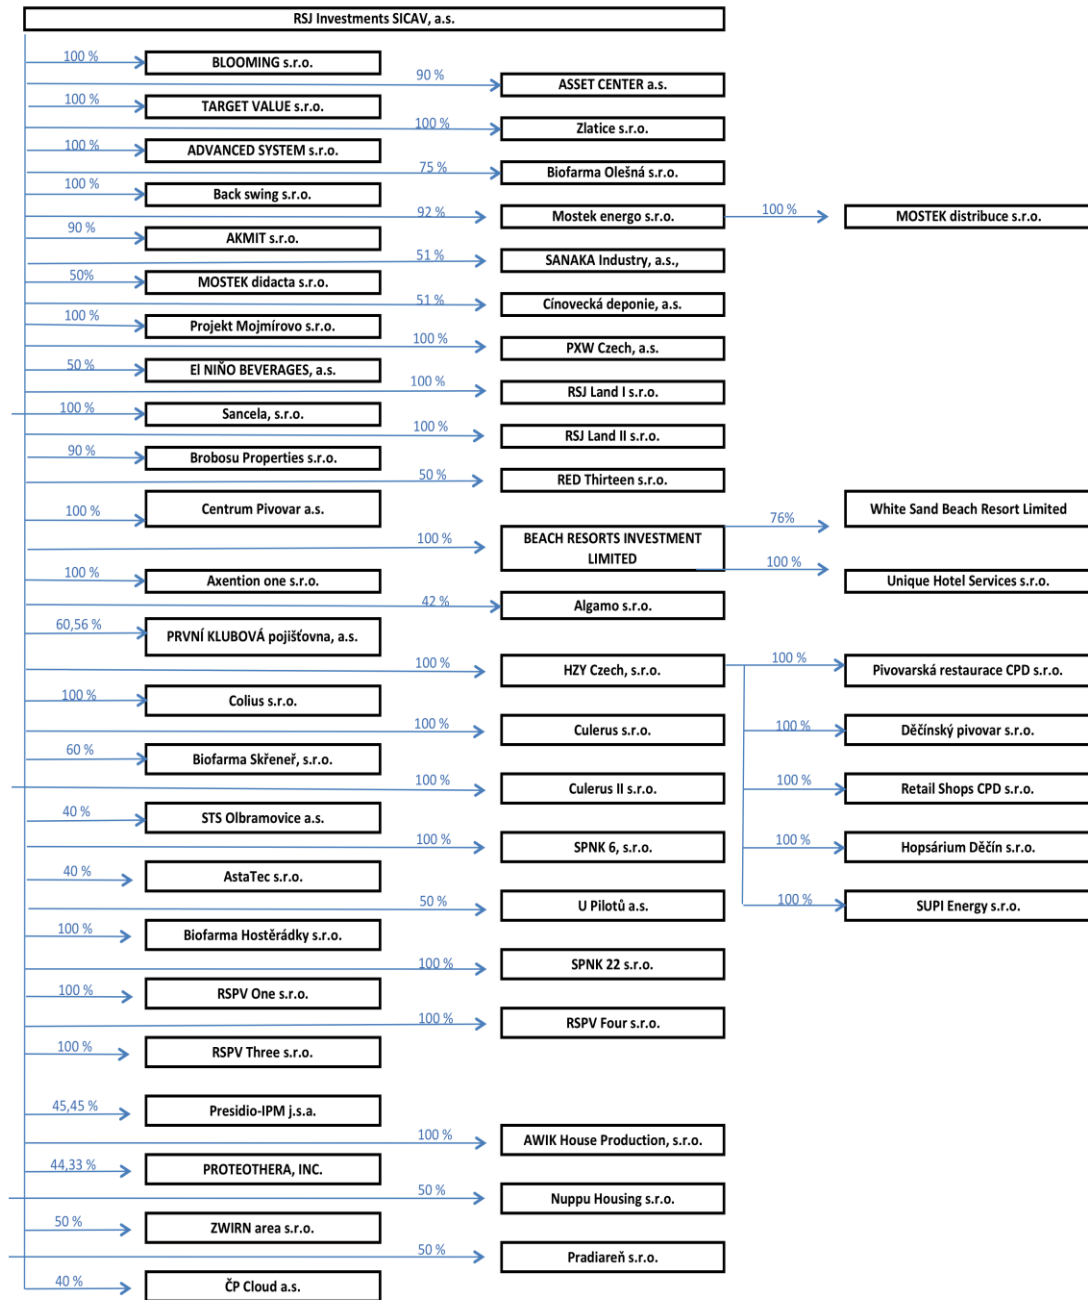 RSJ Investments SICAV, a.s.
100 %
BLOOMING s.r.o.
90 %
ASSET CENTER a.s.
100 %
TARGET VALUE s.r.o.
100 %
Zlatice s.r.o.
100 %
ADVANCED SYSTEM s.r.o.
75 %
Biofarma Olešná s.r.o.
100 %
Back swing s.r.o.
92 %
Mostek energo s.r.o.
100 %
MOSTEK distribuce s.r.o.
90 %
AKMIT s.r.o.
51 %
SANAKA Industry, a.s.,
50%
MOSTEK didacta s.r.o.
51 %
Cínovecká deponie, a.s.
100 %
Projekt Mojmírovo s.r.o.
100 %
PXW Czech, a.s.
50 %
El NIŇO BEVERAGES, a.s.
100 %
RSJ Land I s.r.o.
100 %
Sancela, s.r.o.
100 %
RSJ Land II s.r.o.
90 %
Brobosu Properties s.r.o.
50 %
RED Thirteen s.r.o.
100 %
Centrum Pivovar a.s.
76%
White Sand Beach Resort Limited
100 %
BEACH RESORTS INVESTMENT
LIMITED
100 %
Unique Hotel Services s.r.o.
100 %
Axention one s.r.o.
42 %
Algamo s.r.o.
60,56 %
PRVNÍ KLUBOVÁ pojišťovna, a.s.
100 %
HZY Czech, s.r.o.
100 %
Pivovarská restaurace CPD s.r.o.
100 %
Colius s.r.o.
100 %
Culerus s.r.o.
100 %
Děčínský pivovar s.r.o.
60 %
Biofarma Skřeneř, s.r.o.
100 %
Culerus II s.r.o.
100 %
Retail Shops CPD s.r.o.
40 %
STS Olbramovice a.s.
100 %
SPNK 6, s.r.o.
100 %
Hopsárium Děčín s.r.o.
40 %
AstaTec s.r.o.
50 %
U Pilotů a.s.
100 %
SUPI Energy s.r.o.
100 %
Biofarma Hostěrádky s.r.o.
100 %
SPNK 22 s.r.o.
100 %
RSPV One s.r.o.
100 %
RSPV Four s.r.o.
100 %
RSPV Three s.r.o.
45,45 %
Presidio-IPM j.s.a.
100 %
AWIK House Production, s.r.o.
44,33 %
PROTEOTHERA, INC.
50 %
Nuppu Housing s.r.o.
50 %
ZWIRN area s.r.o.
50 %
Pradiareň s.r.o.
40 %
ČP Cloud a.s.